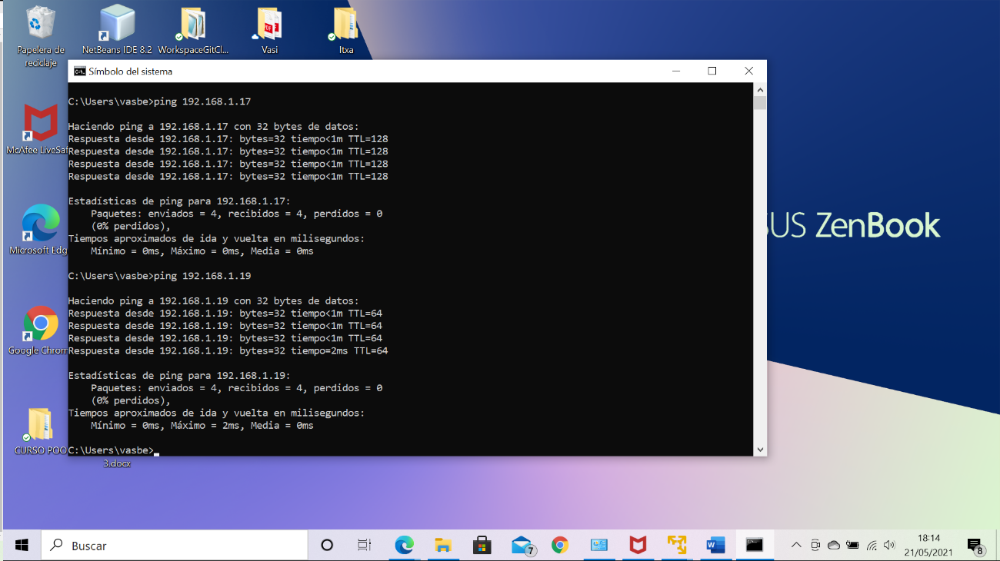 Papelera de
reciclaje
NetBeans IDE 8.2
WorkspaceGitCl...
Vasi
Itxa
Símbolo del sistema
C:\Users\vasbe>ping 192.168.1.17
Haciendo ping a 192.168.1.17 con 32 bytes de datos:
Respuesta desde 192.168.1.17: bytes=32 tiempo<1m TTL=128
Respuesta desde 192.168.1.17: bytes=32 tiempo<1m TTL=128
Respuesta desde 192.168.1.17: bytes=32 tiempo<1m TTL=128
Respuesta desde 192.168.1.17: bytes=32 tiempo<1m TTL=128
Estadísticas de ping para 192.168.1.17:
Paquetes: enviados = 4, recibidos = 4, perdidos = 0
(0% perdidos),
Tiempos aproximados de ida y vuelta en milisegundos:
Mínimo = 0ms, Máximo = 0ms, Media = 0ms
C:\Users\vasbe>ping 192.168.1.19
Haciendo ping a 192.168.1.19 con 32 bytes de datos:
Respuesta desde 192.168.1.19: bytes=32 tiempo<1m TTL=64
Respuesta desde 192.168.1.19: bytes=32 tiempo<1m TTL=64
Respuesta desde 192.168.1.19: bytes=32 tiempo<1m TTL=64
Respuesta desde 192.168.1.19: bytes=32 tiempo=2ms TTL=64
Estadísticas de ping para 192.168.1.19:
Paquetes: enviados = 4, recibidos = 4, perdidos = 0
(0% perdidos),
Tiempos aproximados de ida y vuelta en milisegundos:
Mínimo = 0ms, Máximo = 2ms, Media = 0ms
C:\Users\vasbe>
McAfee LiveSaf
Microsoft Edg
Google Chrom
CURSO POO
3.docx
SUS ZenBook
Buscar
7
18:14
21/05/2021
8